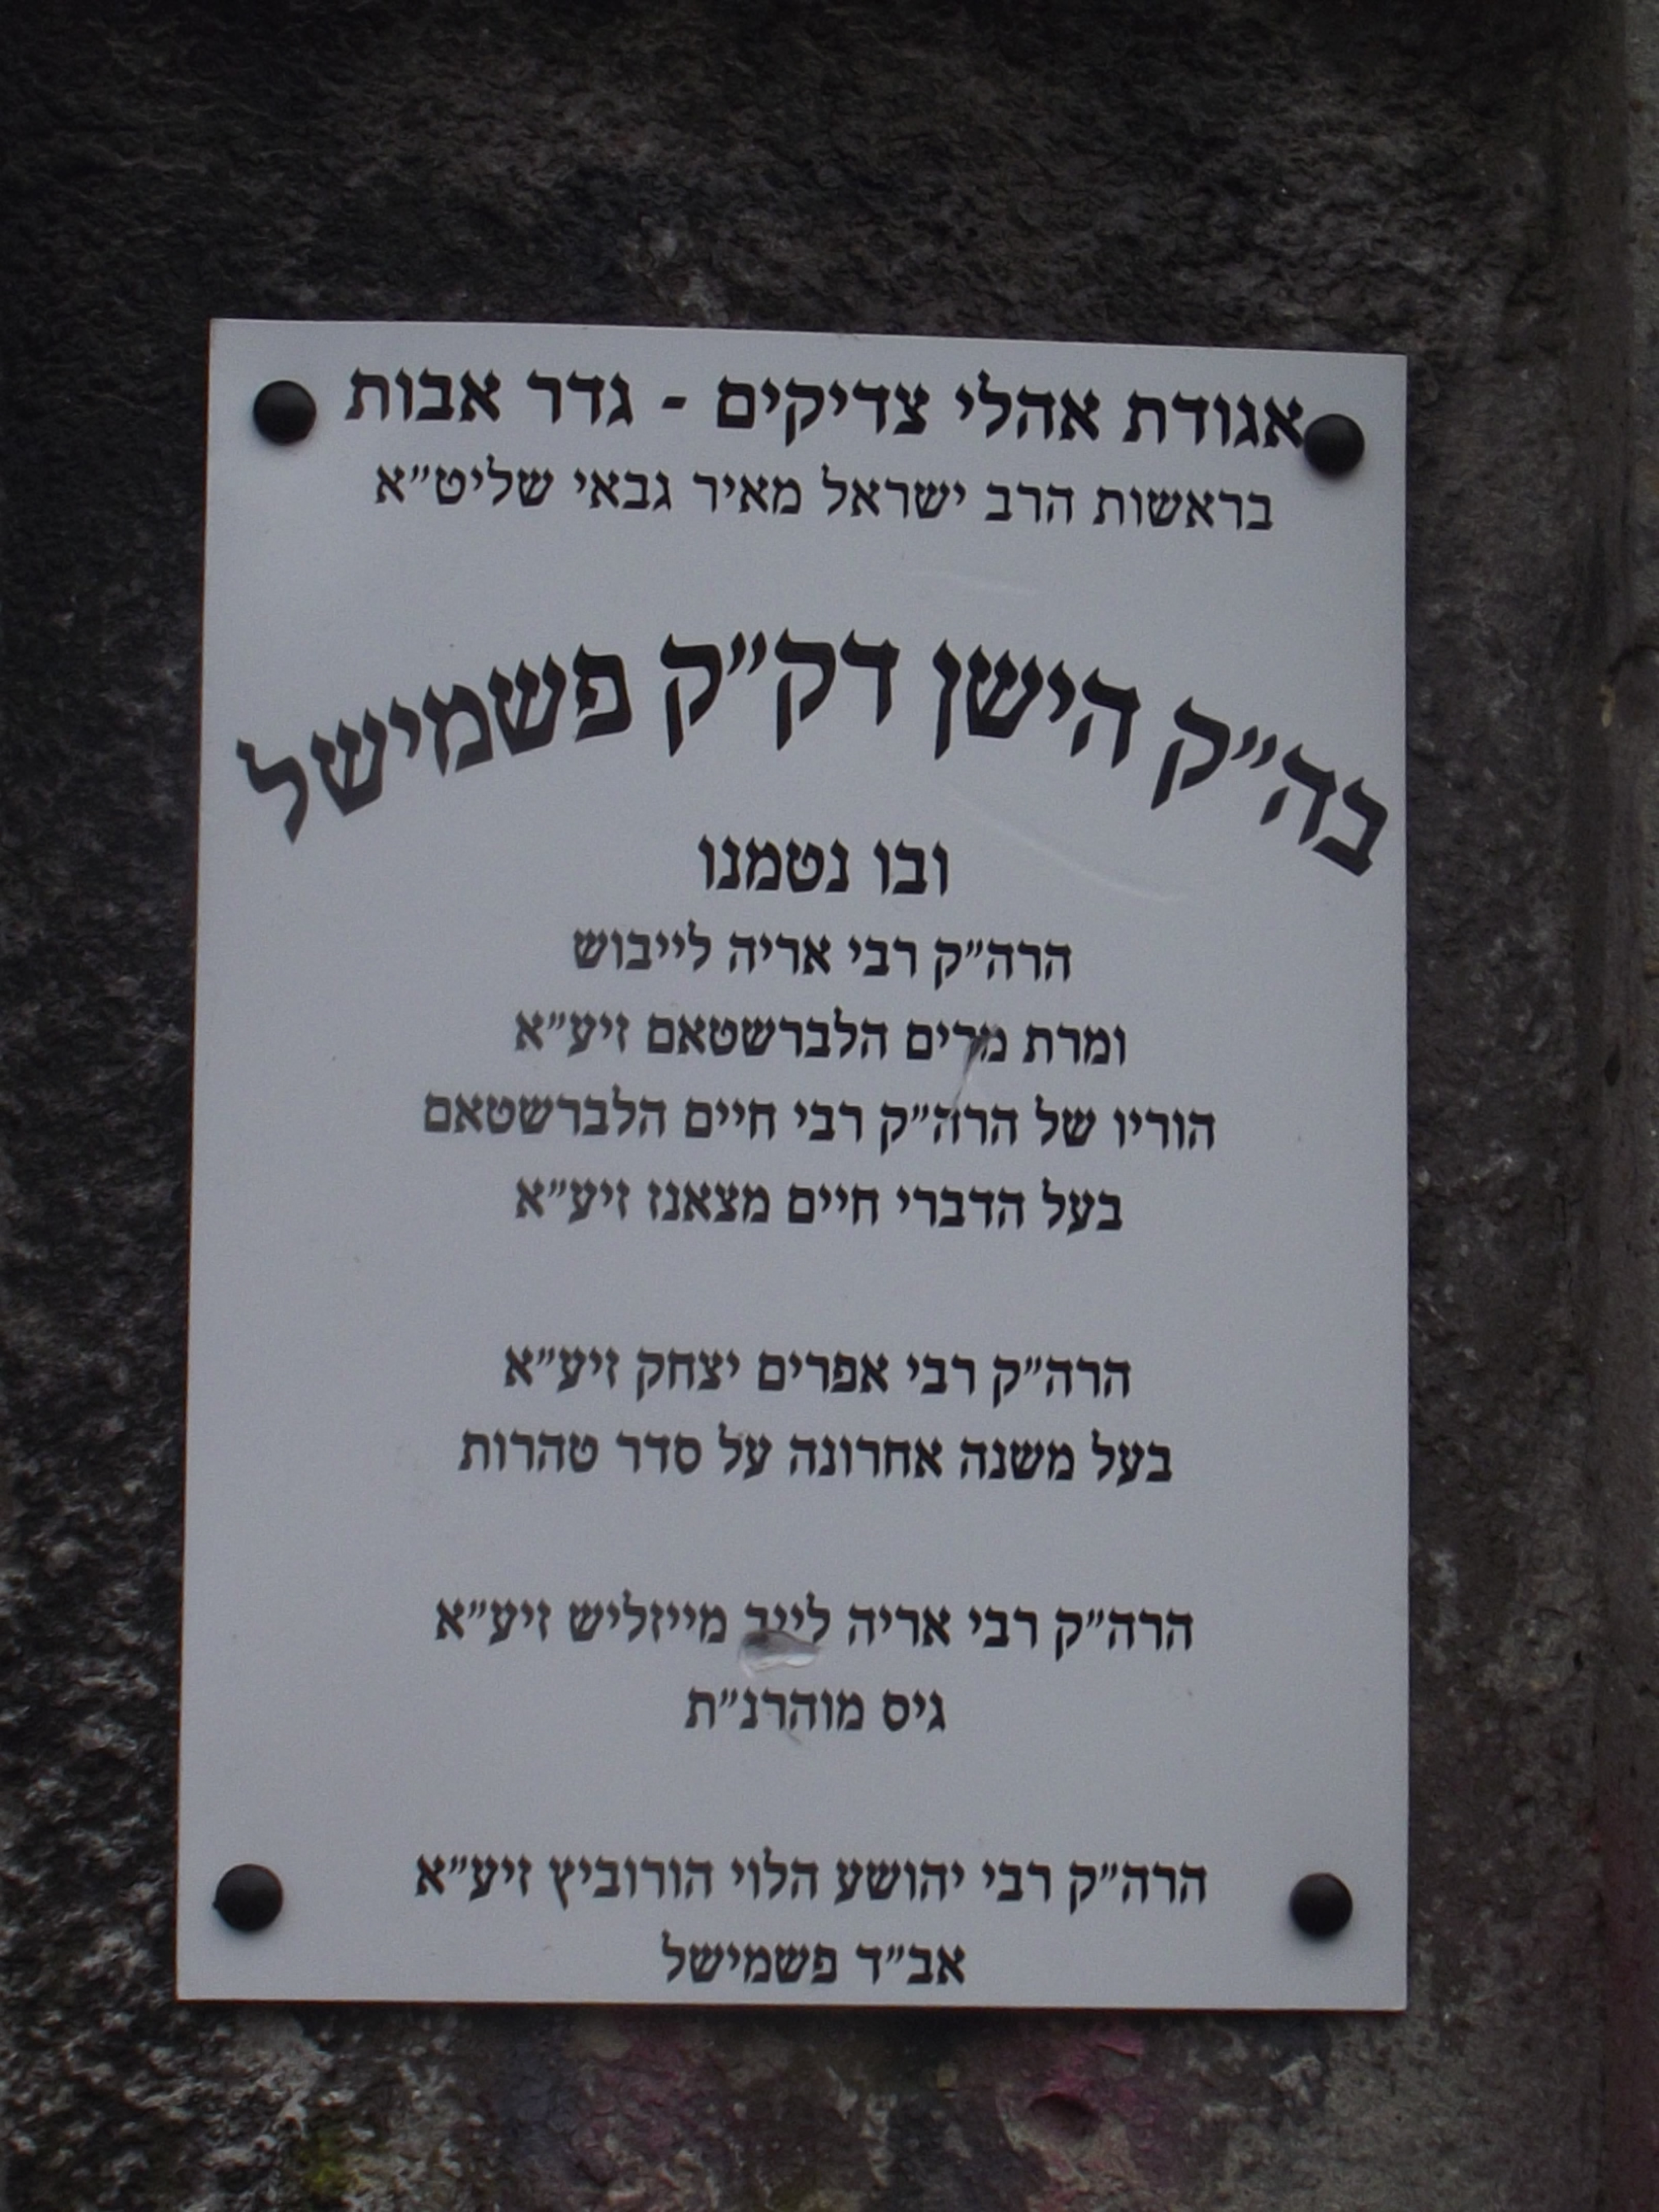 אגודת אהלי צדיקים - גדר אבות
בראשות הרב ישראל מאיר גבאי שליט״א
בה״ק הישן דק״ק פשמישל
ובו נטמנו
הרה״ק רבי אריה לייבוש
ומרת מרים הלברשטאם זיע״א
הוריו של הרה״ק רבי חיים הלברשטאם
בעל הדברי חיים מצאנז זיע״א
הרה״ק רבי אפרים יצחק זיע״א
בעל משנה אחרונה על סדר טהרות
הרה״ק רבי אריה לייב מייזליש זיע״א
גיס מוהרנ״ת
הרה״ק רבי יהושע הלוי הורוביץ זיע״א
אב״ד פשמישל